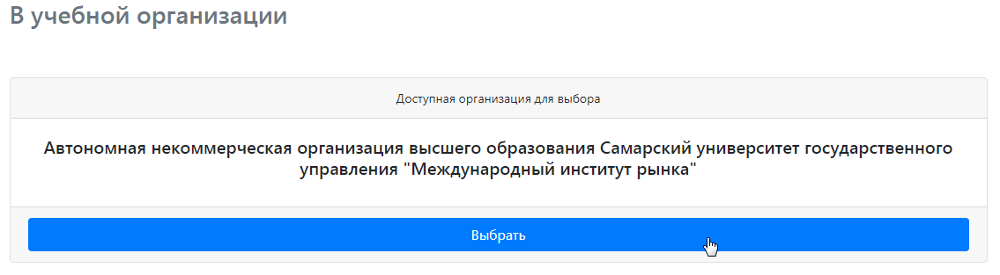 В учебной организации
Доступная организация для выбора
Автономная некоммерческая организация высшего образования Самарский университет государственного
управления "Международный институт рынка"
Выбрать